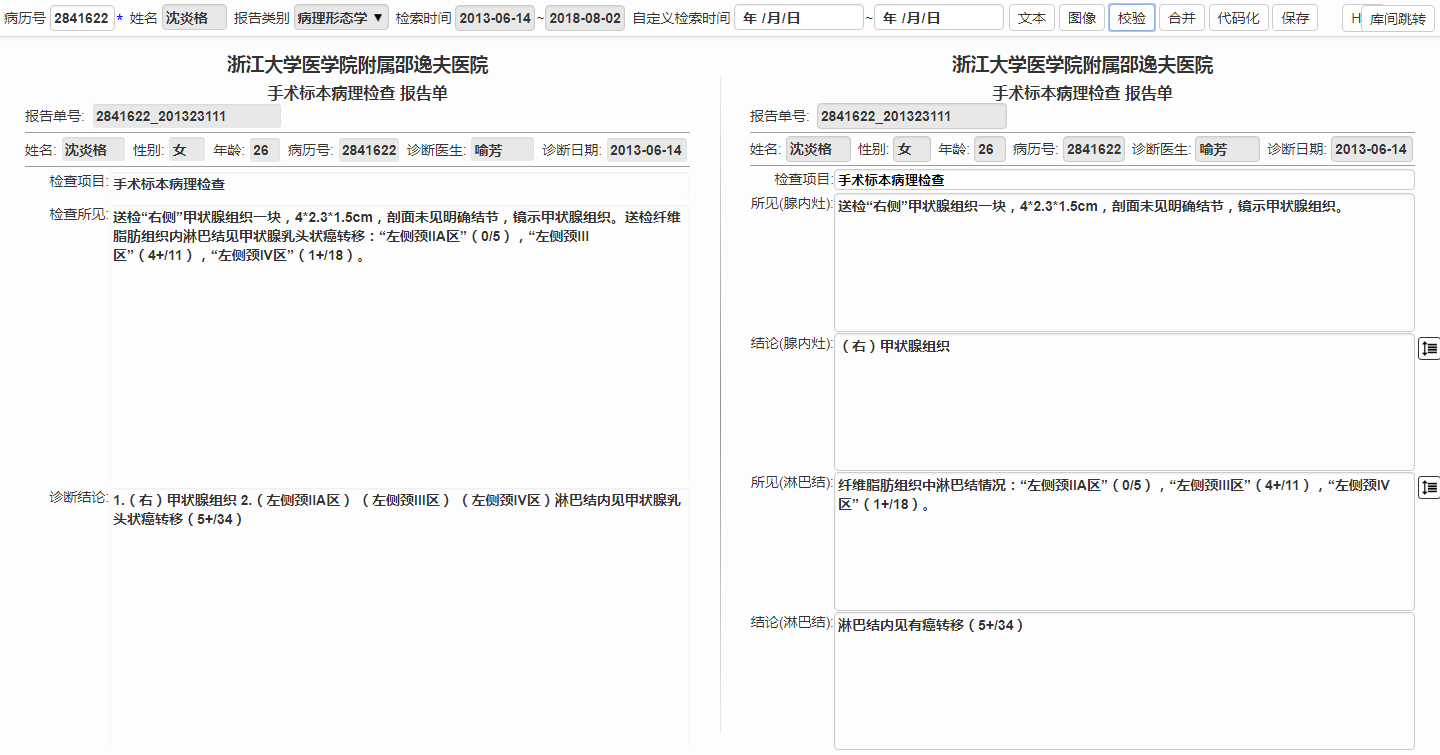 病历号 2841622 * 姓名 沈炎格 报告类别 病理形态学 ▼ 检索时间 2013-06-14 ~ 2018-08-02 自定义检索时间 年 /月/日 ~ 年 /月/日 文本 图像 校验 合并 代码化 保存 H 库间跳转
浙江大学医学院附属邵逸夫医院
手术标本病理检查 报告单
报告单号: 2841622_201323111
姓名: 沈炎格 性别: 女 年龄: 26 病历号: 2841622 诊断医生: 喻芳 诊断日期: 2013-06-14
检查项目: 手术标本病理检查
检查所见: 送检“右侧”甲状腺组织一块，4*2.3*1.5cm，剖面未见明确结节，镜示甲状腺组织。送检纤维
脂肪组织内淋巴结见甲状腺乳头状癌转移：“左侧颈IIA区”（0/5），“左侧颈III
区”（4+/11），“左侧颈IV区”（1+/18）。
诊断结论: 1.（右）甲状腺组织 2.（左侧颈IIA区）（左侧颈III区）（左侧颈IV区）淋巴结内见甲状腺乳
头状癌转移（5+/34）
浙江大学医学院附属邵逸夫医院
手术标本病理检查 报告单
报告单号: 2841622_201323111
姓名: 沈炎格 性别: 女 年龄: 26 病历号: 2841622 诊断医生: 喻芳 诊断日期: 2013-06-14
检查项目: 手术标本病理检查
所见(腺内灶): 送检“右侧”甲状腺组织一块，4*2.3*1.5cm，剖面未见明确结节，镜示甲状腺组织。
结论(腺内灶): （右）甲状腺组织
所见(淋巴结): 纤维脂肪组织中淋巴结情况：“左侧颈IIA区”（0/5），“左侧颈III区”（4+/11），“左侧颈IV
区”（1+/18）。
结论(淋巴结): 淋巴结内见有癌转移（5+/34）